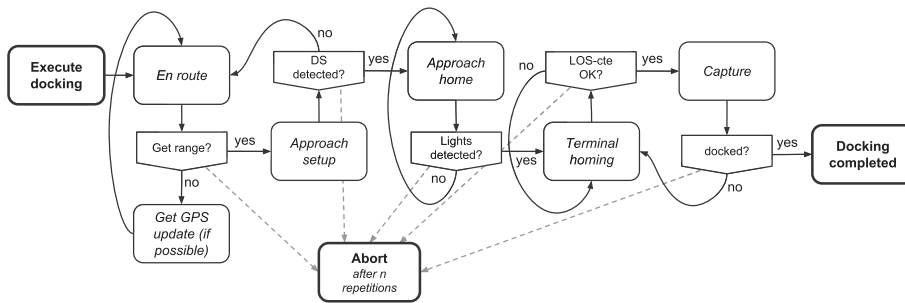 Execute
docking
En route
Get range?
yes
no
Get GPS
update (if
possible)
Approach
setup
DS
detected?
no
yes
Approach
home
Lights
detected?
no
yes
Terminal
homing
LOS-cte
OK?
no
yes
Capture
docked?
no
yes
Docking
completed
Abort
after n
repetitions